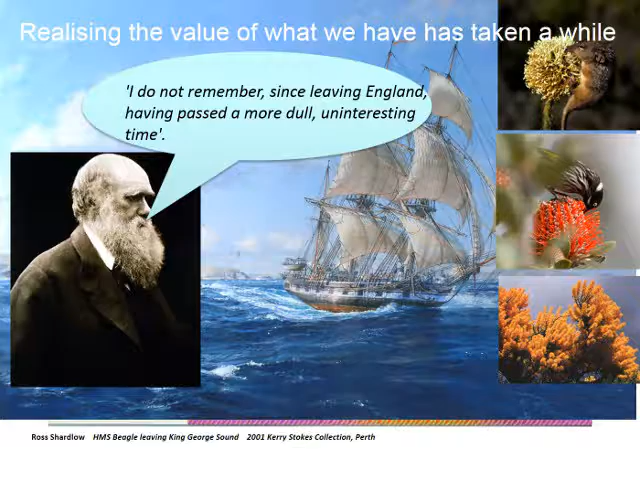 Realising the value of what we have has taken a while
'I do not remember, since leaving England,
having passed a more dull, uninteresting
time'.
Ross Shardlow HMS Beagle leaving King George Sound 2001 Kerry Stokes Collection, Perth